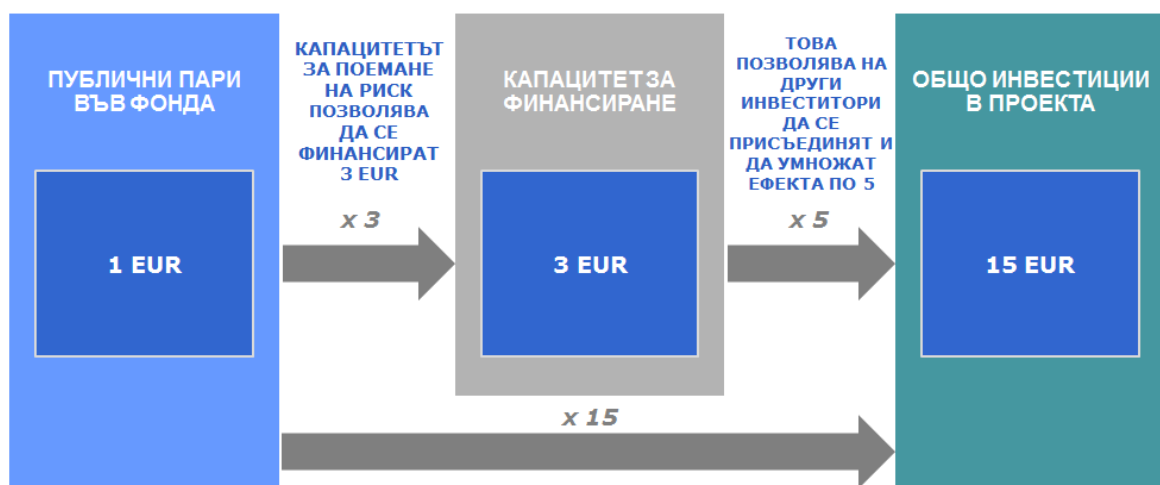 ПУБЛИЧНИ ПАРИ
ВЪВ ФОНДА
1 EUR
КАПАЦИТЕТЪТ
ЗА ПОЕМАНЕ
НА РИСК
ПОЗВОЛЯВА
ДА СЕ
ФИНАНСИРАТ
3 EUR
x 3
КАПАЦИТЕТ ЗА
ФИНАНСИРАНЕ
3 EUR
ТОВА
ПОЗВОЛЯВА НА
ДРУГИ
ИНВЕСТИТОРИ
ДА СЕ
ПРИСЪЕДИНЯТ И
ДА УМНОЖАТ
ЕФЕКТА ПО 5
x 5
ОБЩО ИНВЕСТИЦИИ
В ПРОЕКТА
15 EUR
x 15